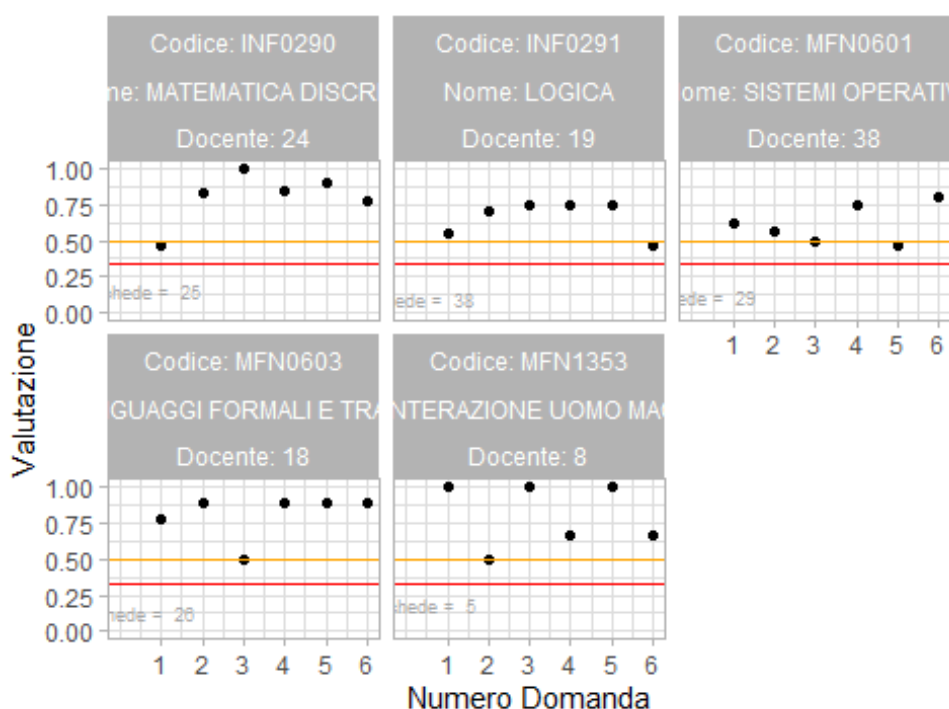 Codice: INF0290
ne: MATEMATICA DISCR
Docente: 24
Codice: INF0291
Nome: LOGICA
Docente: 19
Codice: MFN0601
ome: SISTEMI OPERATIV
Docente: 38
1.00
0.75
0.50
0.25
0.00
hede = 25
ede = 38
ede = 29
1 2 3 4 5 6
Codice: MFN0603
GUAGGI FORMALI E TRA
Docente: 18
Codice: MFN1353
NTERAZIONE UOMO MAC
Docente: 8
1.00
0.75
0.50
0.25
0.00
hede = 26
hede = 5
1 2 3 4 5 6
1 2 3 4 5 6
Valutazione
Numero Domanda